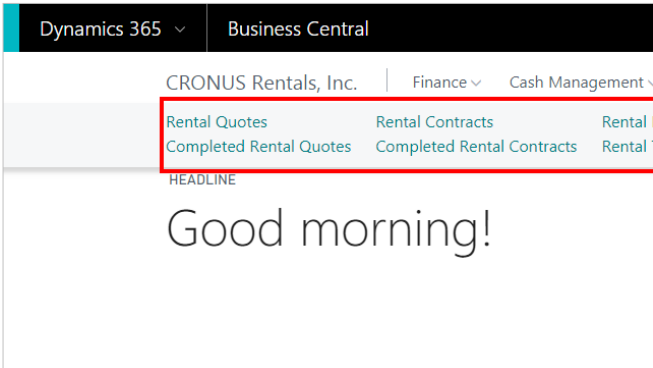 Dynamics 365 Business Central
CRONUS Rentals, Inc. Finance Cash Management
Rental Quotes Rental Contracts Rental
Completed Rental Quotes Completed Rental Contracts Rental
HEADLINE
Good morning!